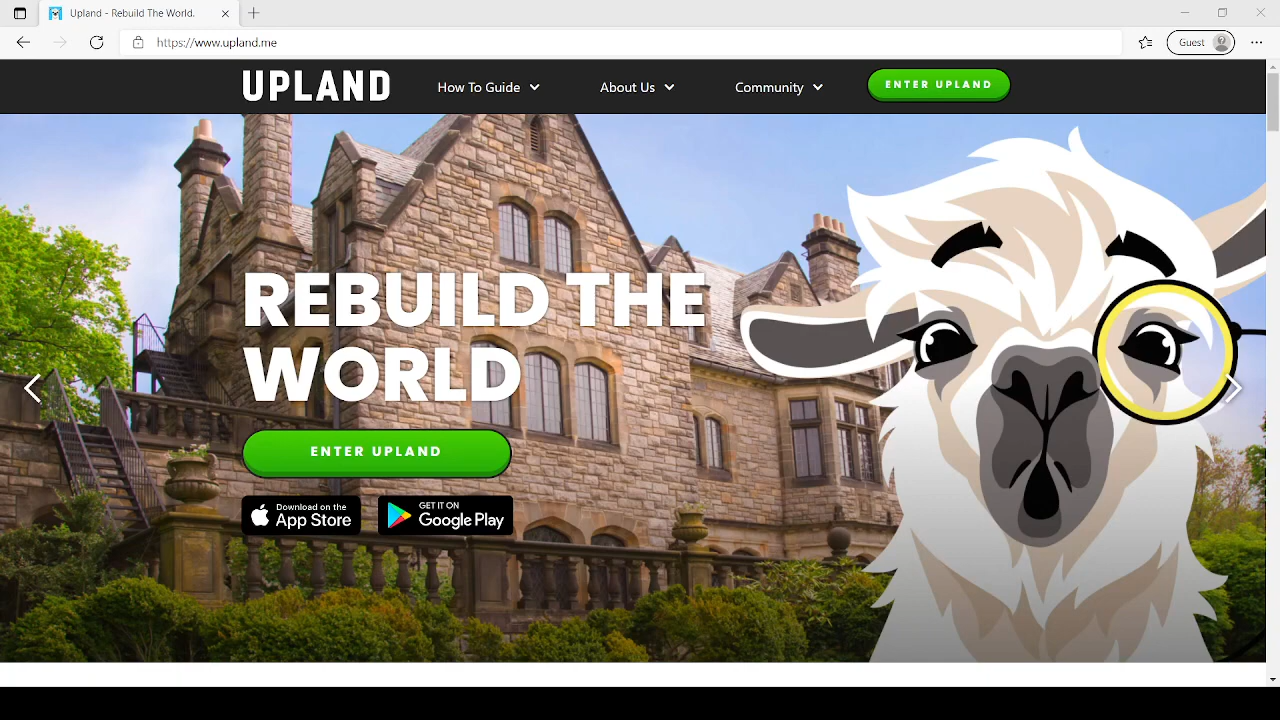 Upland - Rebuild The World.
https://www.upland.me
Guest
UPLAND
How To Guide
About Us
Community
ENTER UPLAND
REBUILD THE
WORLD
ENTER UPLAND
Download on the
App Store
GET IT ON
Google Play